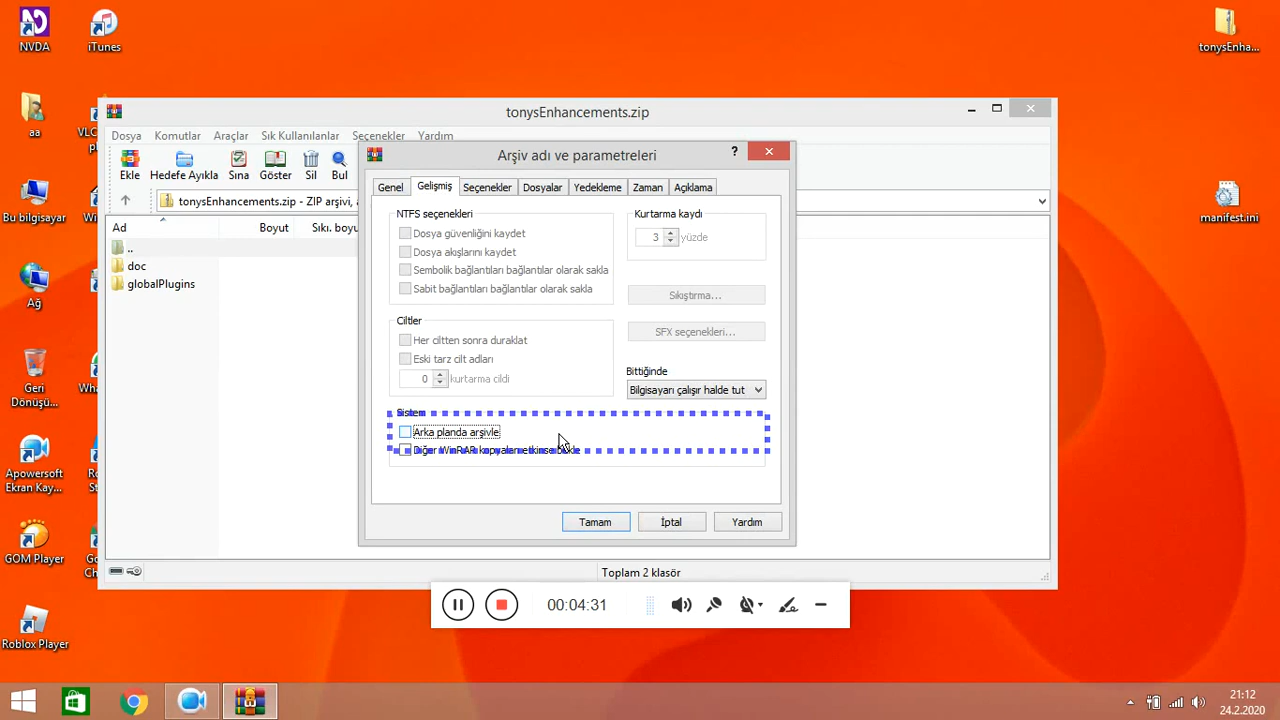 NVDA
iTunes
tonysEnha...
aa
Bu bilgisayar
manifest.ini
Ağ
Geri
Dönüşü...
Apowersoft
Ekran Kay...
GOM Player
Roblox Player
tonysEnhancements.zip
Dosya Komutlar Araçlar Sık Kullanılanlar Seçenekler Yardım
Ekle Hedefe Ayıkla Sına Göster Sil Bul
tonysEnhancements.zip - ZIP arşivi,
Ad Boyut Sıkı. boyu
..
doc
globalPlugins
Toplam 2 klasör
Arşiv adı ve parametreleri
?
Genel Gelişmiş Seçenekler Dosyalar Yedekleme Zaman Açıklama
NTFS seçenekleri
Dosya güvenliğini kaydet
Dosya akışlarını kaydet
Sembolik bağlantıları bağlantılar olarak sakla
Sabit bağlantıları bağlantılar olarak sakla
Kurtarma kaydı
3 yüzde
Sıkıştırma...
SFX seçenekleri...
Ciltler
Her ciltten sonra duraklat
Eski tarz cilt adları
0 kurtarma cildi
Bittiğinde
Bilgisayarı çalışır halde tut
Sistem
Arka planda arşivle
Diğer WinRAR kopyaları etkinse bekle
Tamam İptal Yardım
00:04:31
21:12
24.2.2020